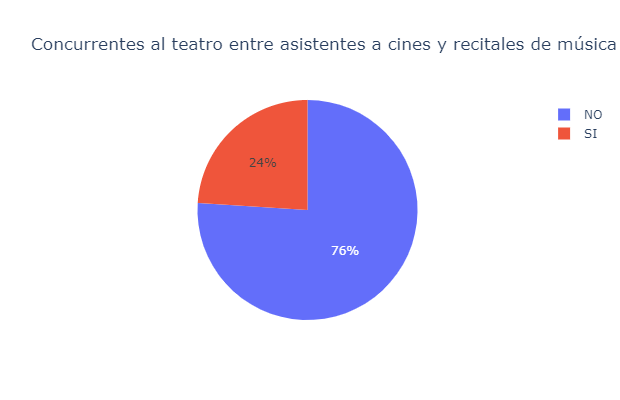 Concurrentes al teatro entre asistentes a cines y recitales de música
NO
SI
24%
76%